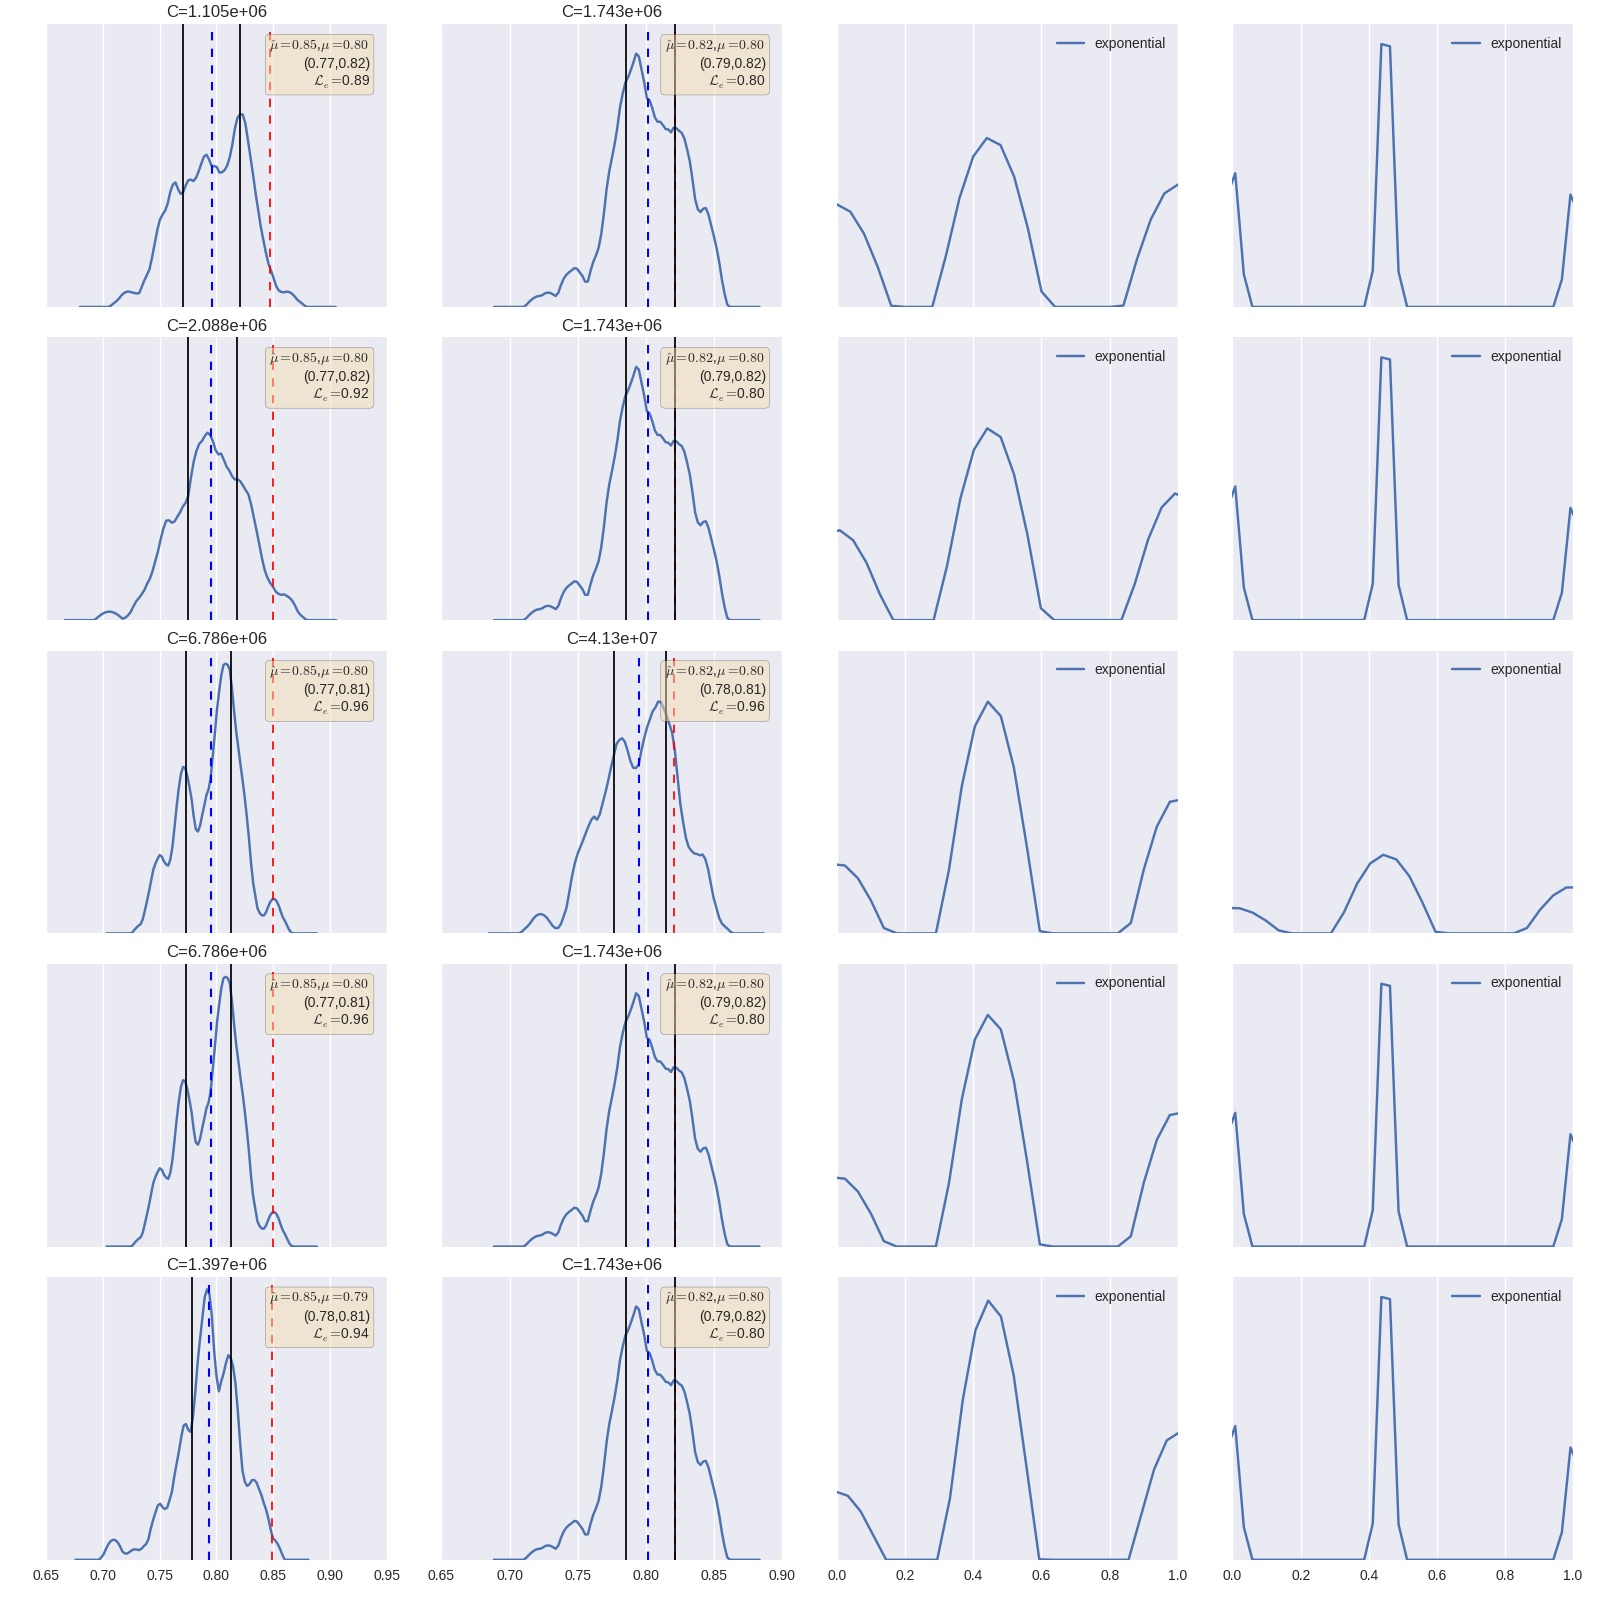 C=1.105e+06
C=1.743e+06
μ̂=0.85,μ=0.80
(0.77,0.82)
ℒₑ=0.89
μ̂=0.82,μ=0.80
(0.79,0.82)
ℒₑ=0.80
exponential
exponential
C=2.088e+06
C=1.743e+06
μ̂=0.85,μ=0.80
(0.77,0.82)
ℒₑ=0.92
μ̂=0.82,μ=0.80
(0.79,0.82)
ℒₑ=0.80
exponential
exponential
C=6.786e+06
C=4.13e+07
μ̂=0.85,μ=0.80
(0.77,0.81)
ℒₑ=0.96
μ̂=0.82,μ=0.80
(0.78,0.81)
ℒₑ=0.96
exponential
exponential
C=6.786e+06
C=1.743e+06
μ̂=0.85,μ=0.80
(0.77,0.81)
ℒₑ=0.96
μ̂=0.82,μ=0.80
(0.79,0.82)
ℒₑ=0.80
exponential
exponential
C=1.397e+06
C=1.743e+06
μ̂=0.85,μ=0.79
(0.78,0.81)
ℒₑ=0.94
μ̂=0.82,μ=0.80
(0.79,0.82)
ℒₑ=0.80
exponential
exponential
0.65 0.70 0.75 0.80 0.85 0.90 0.95
0.65 0.70 0.75 0.80 0.85 0.90
0.0 0.2 0.4 0.6 0.8 1.0
0.0 0.2 0.4 0.6 0.8 1.0